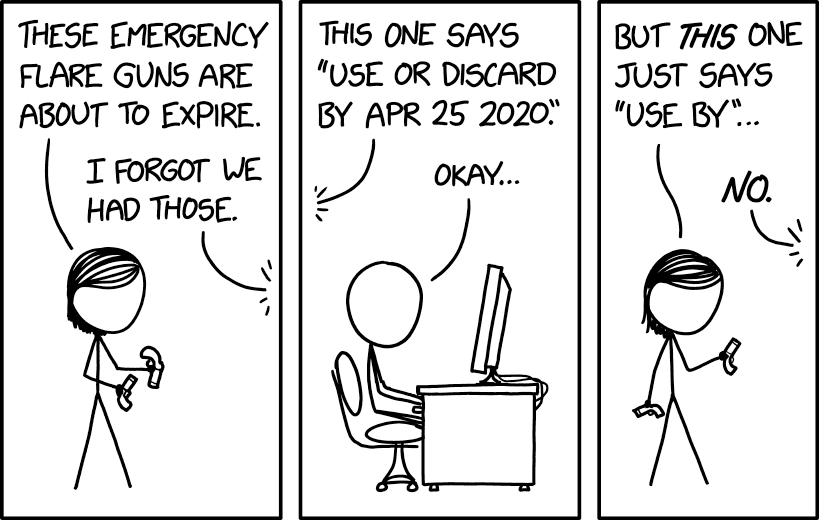 THESE EMERGENCY
FLARE GUNS ARE
ABOUT TO EXPIRE.
I FORGOT WE
HAD THOSE.
THIS ONE SAYS
"USE OR DISCARD
BY APR 25 2020."
OKAY...
BUT THIS ONE
JUST SAYS
"USE BY"...
NO.